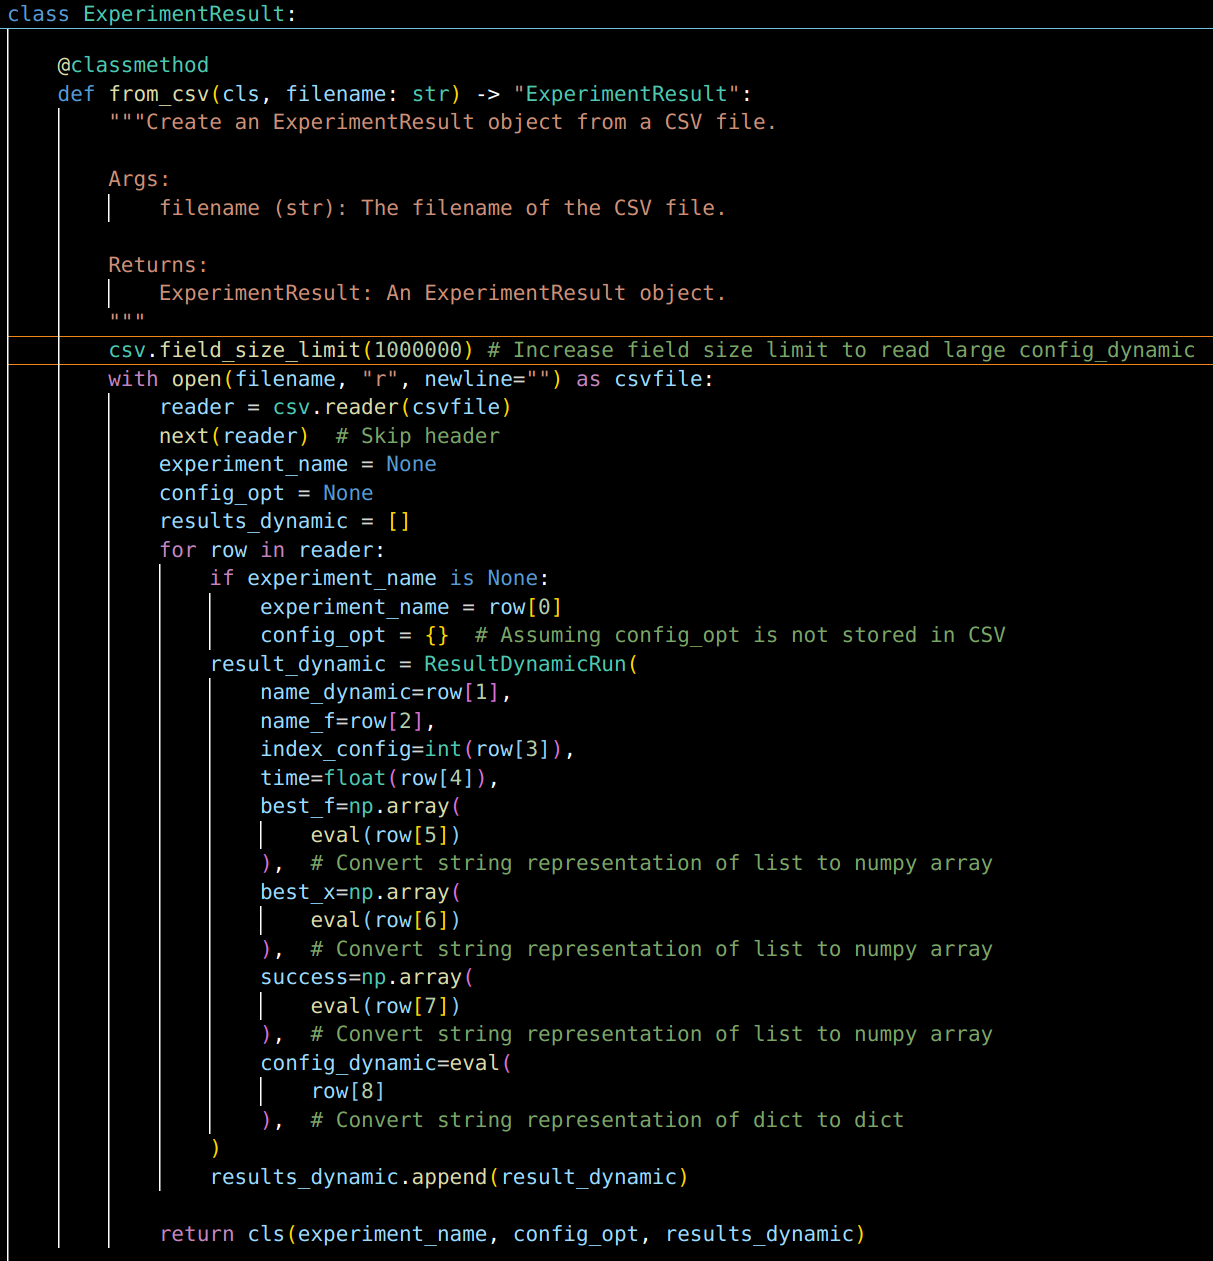 class ExperimentResult:
@classmethod
def from_csv(cls, filename: str) -> "ExperimentResult":
"""Create an ExperimentResult object from a CSV file.
Args:
filename (str): The filename of the CSV file.
Returns:
ExperimentResult: An ExperimentResult object.
"""
csv.field_size_limit(1000000) # Increase field size limit to read large config_dynamic
with open(filename, "r", newline="") as csvfile:
reader = csv.reader(csvfile)
next(reader)  # Skip header
experiment_name = None
config_opt = None
results_dynamic = []
for row in reader:
if experiment_name is None:
experiment_name = row[0]
config_opt = {}  # Assuming config_opt is not stored in CSV
result_dynamic = ResultDynamicRun(
name_dynamic=row[1],
name_f=row[2],
index_config=int(row[3]),
time=float(row[4]),
best_f=np.array(
eval(row[5])
),  # Convert string representation of list to numpy array
best_x=np.array(
eval(row[6])
),  # Convert string representation of list to numpy array
success=np.array(
eval(row[7])
),  # Convert string representation of list to numpy array
config_dynamic=eval(
row[8]
),  # Convert string representation of dict to dict
)
results_dynamic.append(result_dynamic)
return cls(experiment_name, config_opt, results_dynamic)